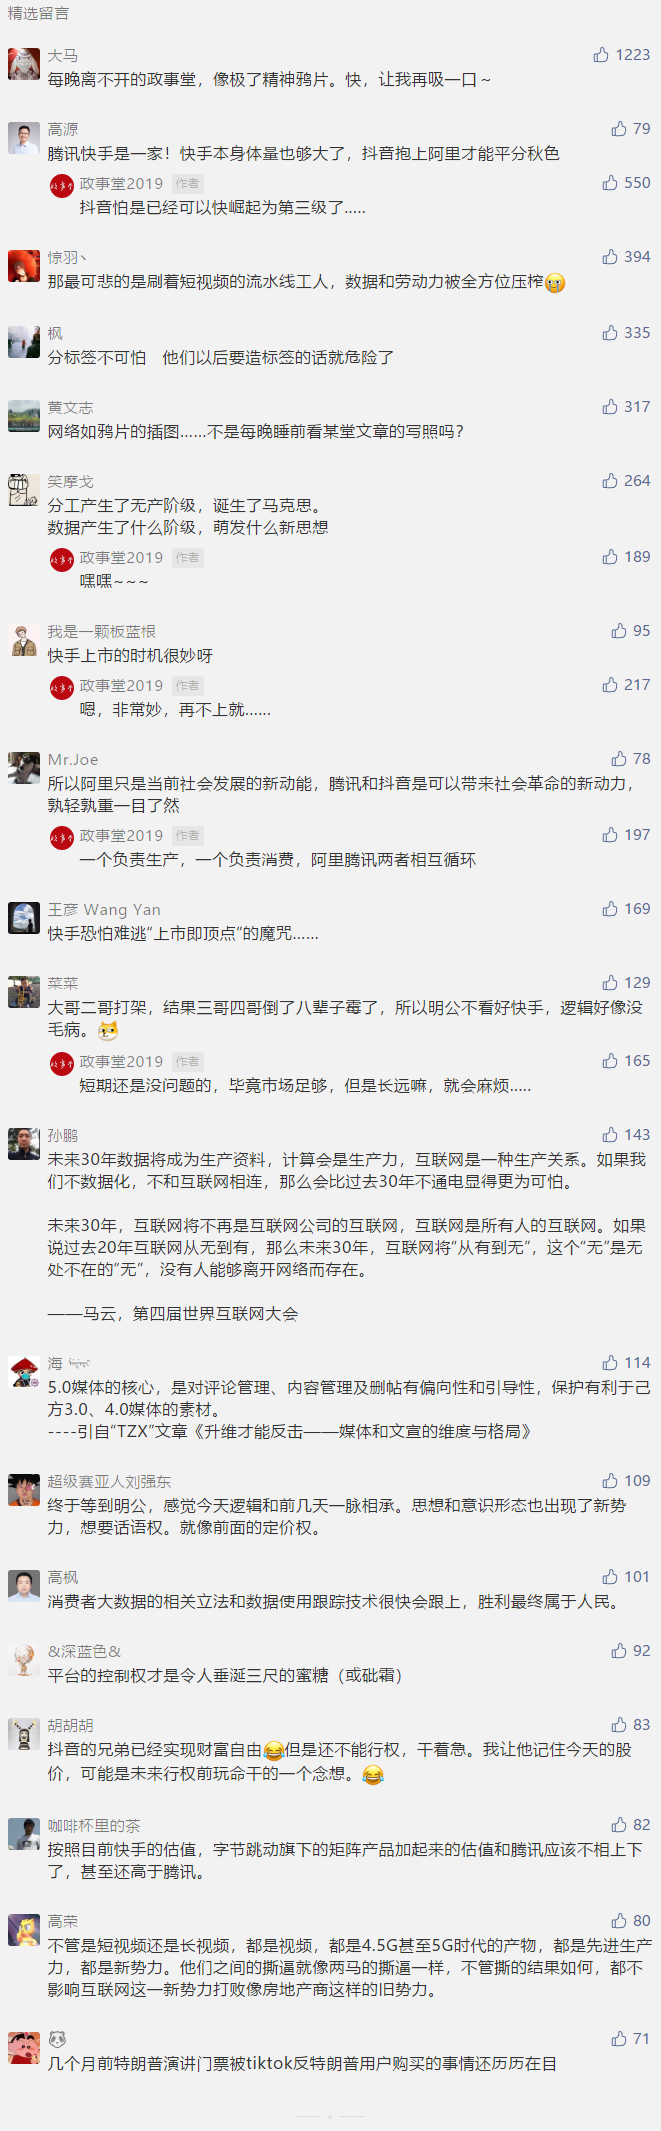 精选留言
大马
1223
每晚离不开的政事堂，像极了精神鸦片。快，让我再吸一口～
高源
79
腾讯快手是一家！快手本身体量也够大了，抖音抱上阿里才能平分秋色
政事堂2019 作者
550
抖音怕是已经可以快崛起为第三级了.....
惊羽丶
394
那最可悲的是刷着短视频的流水线工人，数据和劳动力被全方位压榨😢
枫
335
分标签不可怕　他们以后要造标签的话就危险了
黄文志
317
网络如鸦片的插图......不是每晚睡前看某堂文章的写照吗？
笑摩戈
264
分工产生了无产阶级，诞生了马克思。
数据产生了什么阶级，萌发什么新思想
政事堂2019 作者
189
嘿嘿~~~
我是一颗板蓝根
95
快手上市的时机很妙呀
政事堂2019 作者
217
嗯，非常妙，再不上就......
Mr.Joe
78
所以阿里只是当前社会发展的新动能，腾讯和抖音是可以带来社会革命的新动力，
孰轻孰重一目了然
政事堂2019 作者
197
一个负责生产，一个负责消费，阿里腾讯两者相互循环
王彦 Wang Yan
169
快手恐怕难逃“上市即顶点”的魔咒......
菜菜
129
大哥二哥打架，结果三哥四哥倒了八辈子霉了，所以明公不看好快手，逻辑好像没
毛病。
政事堂2019 作者
165
短期还是没问题的，毕竟市场足够，但是长远嘛，就会麻烦.....
孙鹏
143
未来30年数据将成为生产资料，计算会是生产力，互联网是一种生产关系。如果我
们不数据化，不和互联网相连，那么会比过去30年不通电显得更为可怕。
未来30年，互联网将不再是互联网公司的互联网，互联网是所有人的互联网。如果
说过去20年互联网从无到有，那么未来30年，互联网将“从有到无”，这个“无”是无
处不在的“无”，没有人能够离开网络而存在。
——马云，第四届世界互联网大会
海
114
5.0媒体的核心，是对评论管理、内容管理及删帖有偏向性和引导性，保护有利于己
方3.0、4.0媒体的素材。
----引自“TZX”文章《升维才能反击——媒体和文宣的维度与格局》
超级赛亚人刘强东
109
终于等到明公，感觉今天逻辑和前几天一脉相承。思想和意识形态也出现了新势
力，想要话语权。就像前面的定价权。
高枫
101
消费者大数据的相关立法和数据使用跟踪技术很快会跟上，胜利最终属于人民。
&深蓝色&
92
平台的控制权才是令人垂涎三尺的蜜糖（或砒霜）
胡胡胡
83
抖音的兄弟已经实现财富自由😂但是还不能行权，干着急。我让他记住今天的股
价，可能是未来行权前玩命干的一个念想。😂
咖啡杯里的茶
82
按照目前快手的估值，字节跳动旗下的矩阵产品加起来的估值和腾讯应该不相上下
了，甚至还高于腾讯。
高荣
80
不管是短视频还是长视频，都是视频，都是4.5G甚至5G时代的产物，都是先进生产
力，都是新势力。他们之间的撕逼就像两马的撕逼一样，不管撕的结果如何，都不
影响互联网这一新势力打败像房地产商这样的旧势力。
🐼
71
几个月前特朗普演讲门票被tiktok反特朗普用户购买的事情还历历在目